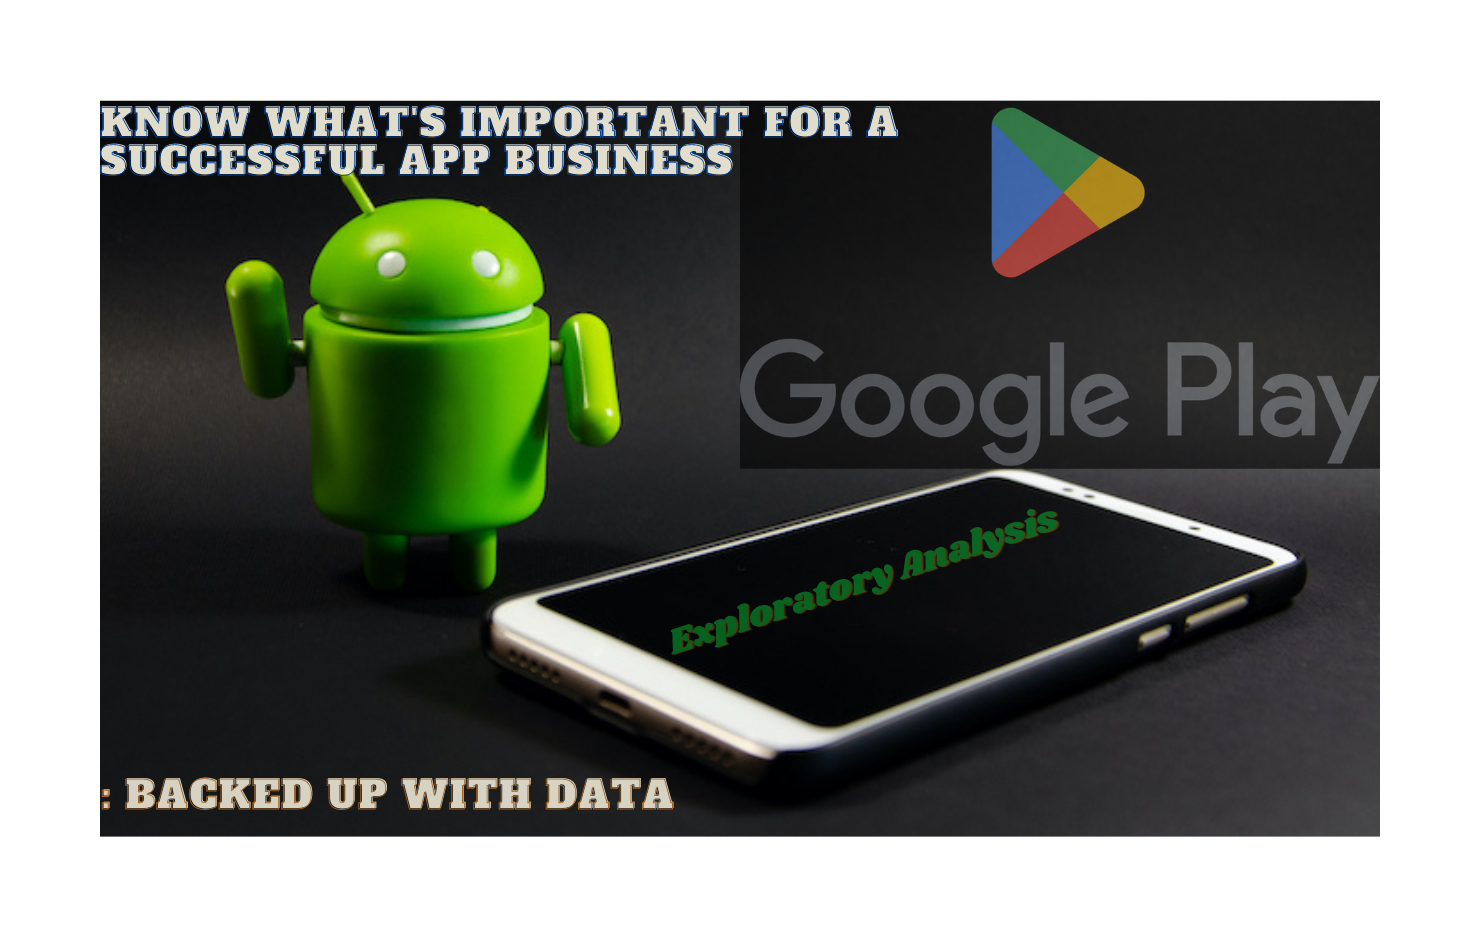 KNOW WHAT'S IMPORTANT FOR A
SUCCESSFUL APP BUSINESS
Google Play
Exploratory Analysis
: BACKED UP WITH DATA